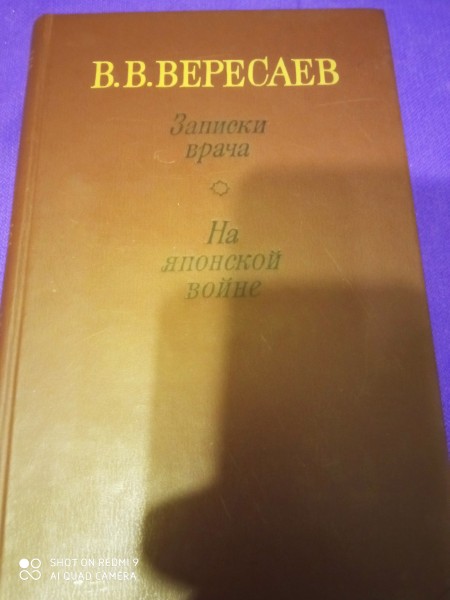 В.В.ВЕРЕСАЕВ
Записки
врача
На
японской
войне
SHOT ON REDMI 9
AI QUAD CAMERA